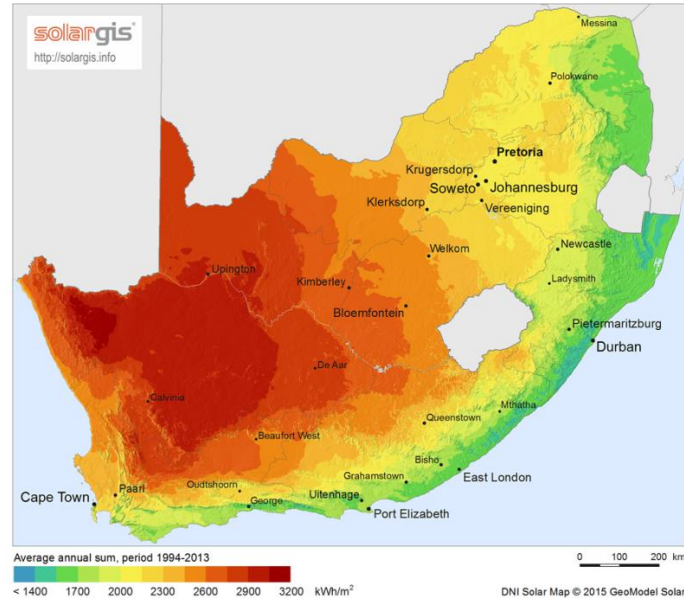 solargis
http://solargis.info
Messina
Polokwane
Pretoria
Krugersdorp
Soweto
Johannesburg
Klerksdorp
Vereeniging
Welkom
Newcastle
Upington
Kimberley
Ladysmith
Bloemfontein
Pietermaritzburg
Durban
De Aar
Calvinia
Mthatha
Queenstown
Beaufort West
Bisho
East London
Grahamstown
Oudtshoorn
Paarl
Cape Town
George
Uitenhage
Port Elizabeth
Average annual sum, period 1994-2013
0 100 200 km
< 1400 1700 2000 2300 2600 2900 3200 kWh/m²
DNI Solar Map © 2015 GeoModel Solar